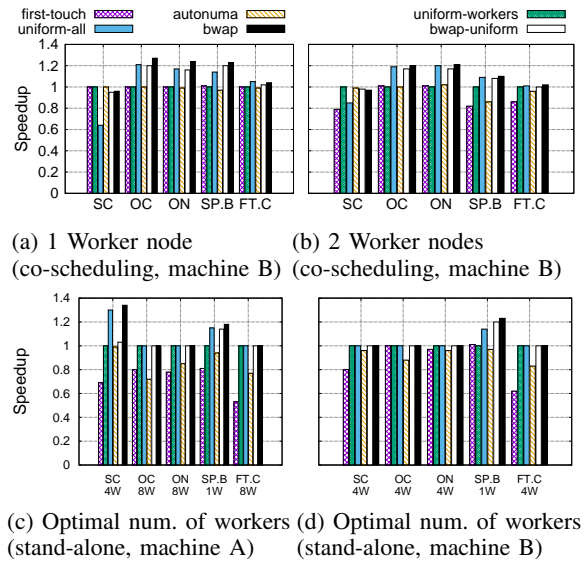 first-touch autonuma uniform-workers
uniform-all bwap bwap-uniform
Speedup
1.4
1.2
1
0.8
0.6
0.4
0.2
0
SC OC ON SP.B FT.C
SC OC ON SP.B FT.C
(a) 1 Worker node (b) 2 Worker nodes
(co-scheduling, machine B) (co-scheduling, machine B)
Speedup
1.4
1.2
1
0.8
0.6
0.4
0.2
0
SC OC ON SP.B FT.C
4W 8W 8W 1W 8W
SC OC ON SP.B FT.C
4W 4W 4W 1W 4W
(c) Optimal num. of workers (d) Optimal num. of workers
(stand-alone, machine A) (stand-alone, machine B)